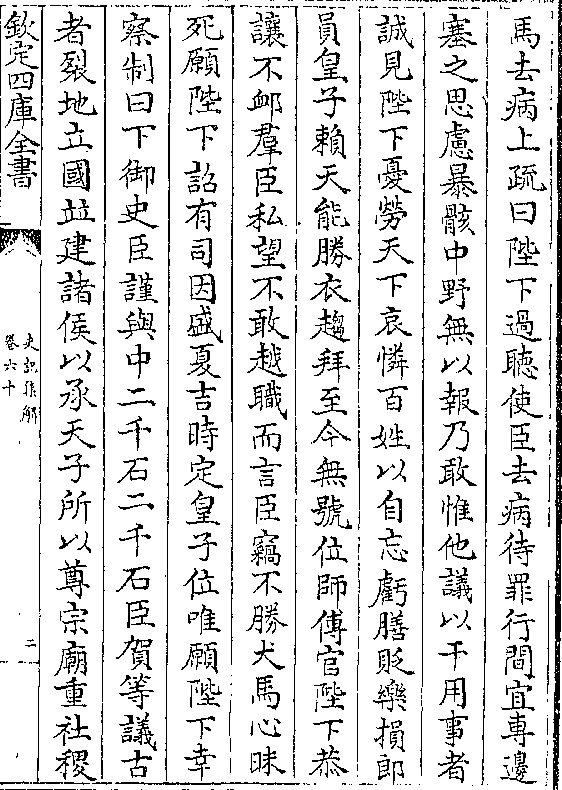 馬去病上疏曰陛下過聽使臣去病待罪行間宜專邊
塞之思慮暴骸中野無以報乃敢惟他議以干用事者
誠見陛下憂勞天下哀憐百姓以自忘虧膳貶樂損郎
員皇子賴天能勝衣趨拜至今無號位師傅官陛下恭
讓不卹羣臣私望不敢越職而言臣竊不勝犬馬心昧
死願陛下詔有司因盛夏吉時定皇子位唯願陛下幸
察制曰下御史臣謹與中二千石二千石臣賀等議古
者裂地立國並建諸侯以承天子所以尊宗廟重社稷
欽定四庫全書
史記集解
卷六十
二